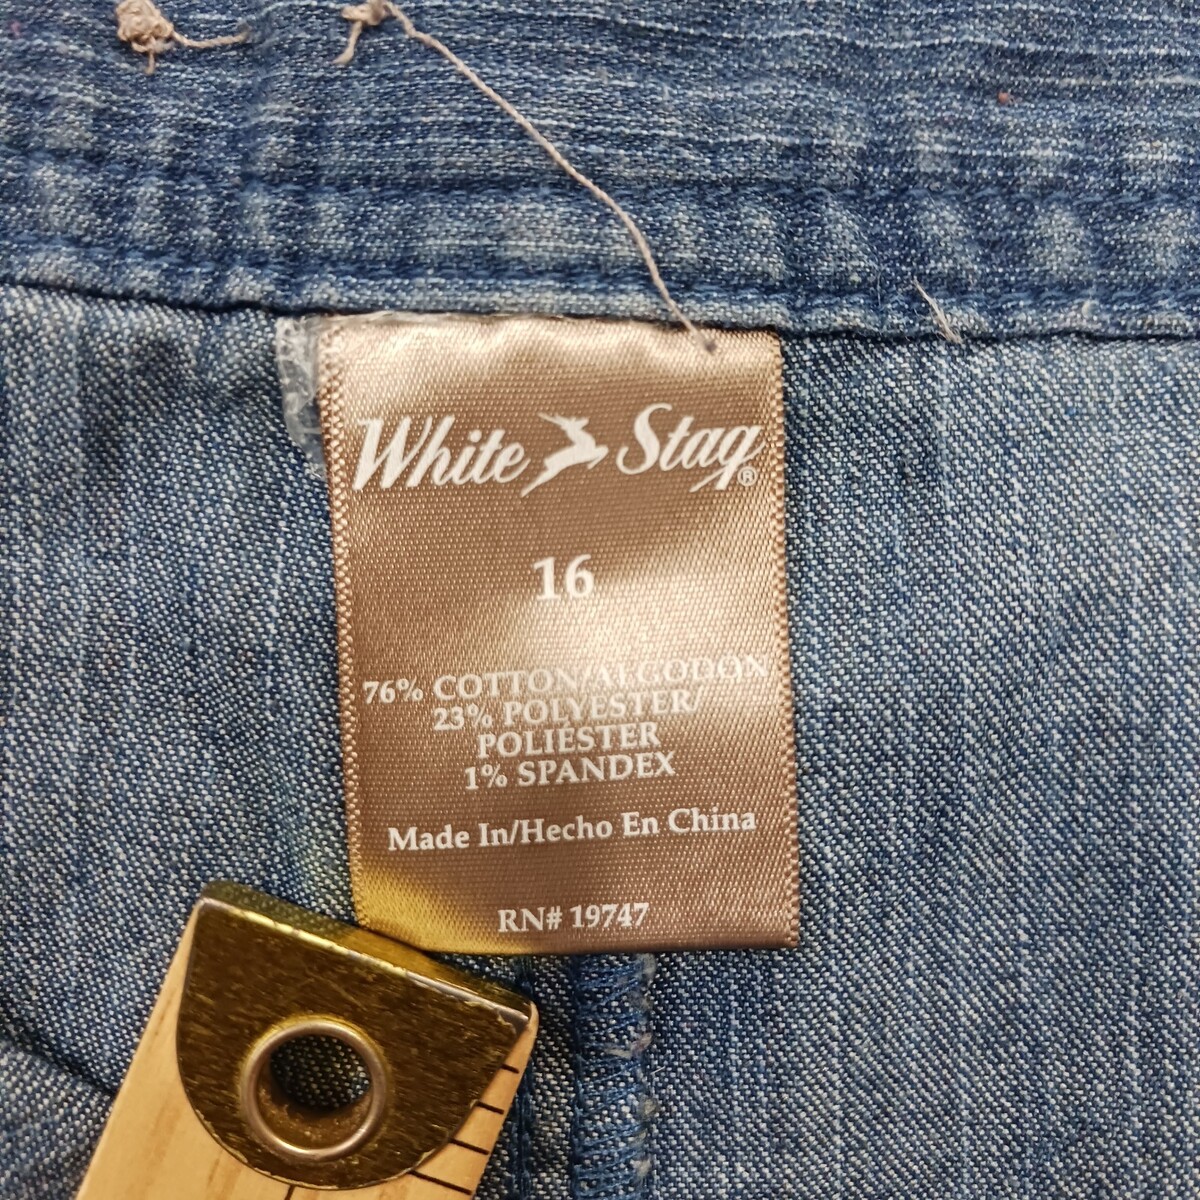 White Stag®
16
76% COTTON/ALGODON
23% POLYESTER/
POLIESTER
1% SPANDEX
Made In/Hecho En China
RN# 19747